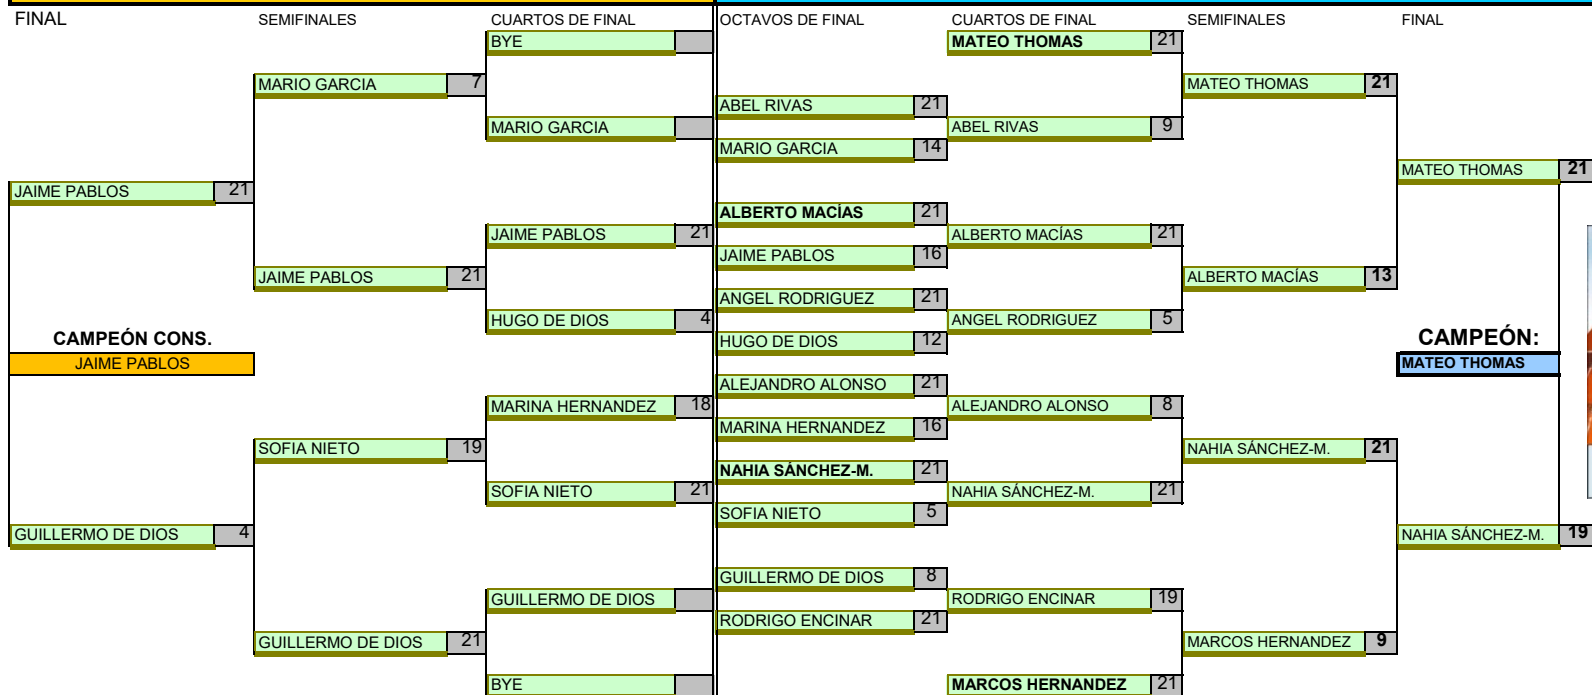 FINAL SEMIFINALES CUARTOS DE FINAL OCTAVOS DE FINAL CUARTOS DE FINAL SEMIFINALES FINAL
BYE MATEO THOMAS 21
MARIO GARCIA 7 MATEO THOMAS 21
ABEL RIVAS 21
MARIO GARCIA ABEL RIVAS 9
MARIO GARCIA 14
MATEO THOMAS 21
JAIME PABLOS 21
ALBERTO MACÍAS 21
JAIME PABLOS 21 ALBERTO MACÍAS 21
JAIME PABLOS 16
JAIME PABLOS 21 ALBERTO MACÍAS 13
ANGEL RODRIGUEZ 21
HUGO DE DIOS 4 ANGEL RODRIGUEZ 5
CAMPEÓN CONS. HUGO DE DIOS 12 CAMPEÓN:
JAIME PABLOS MATEO THOMAS
ALEJANDRO ALONSO 21
MARINA HERNANDEZ 18 ALEJANDRO ALONSO 8
MARINA HERNANDEZ 16
SOFIA NIETO 19 NAHIA SÁNCHEZ-M. 21
NAHIA SÁNCHEZ-M. 21
SOFIA NIETO 21 NAHIA SÁNCHEZ-M. 21
SOFIA NIETO 5
GUILLERMO DE DIOS 4 NAHIA SÁNCHEZ-M. 19
GUILLERMO DE DIOS 8
GUILLERMO DE DIOS RODRIGO ENCINAR 19
RODRIGO ENCINAR 21
GUILLERMO DE DIOS 21 MARCOS HERNANDEZ 9
BYE MARCOS HERNANDEZ 21